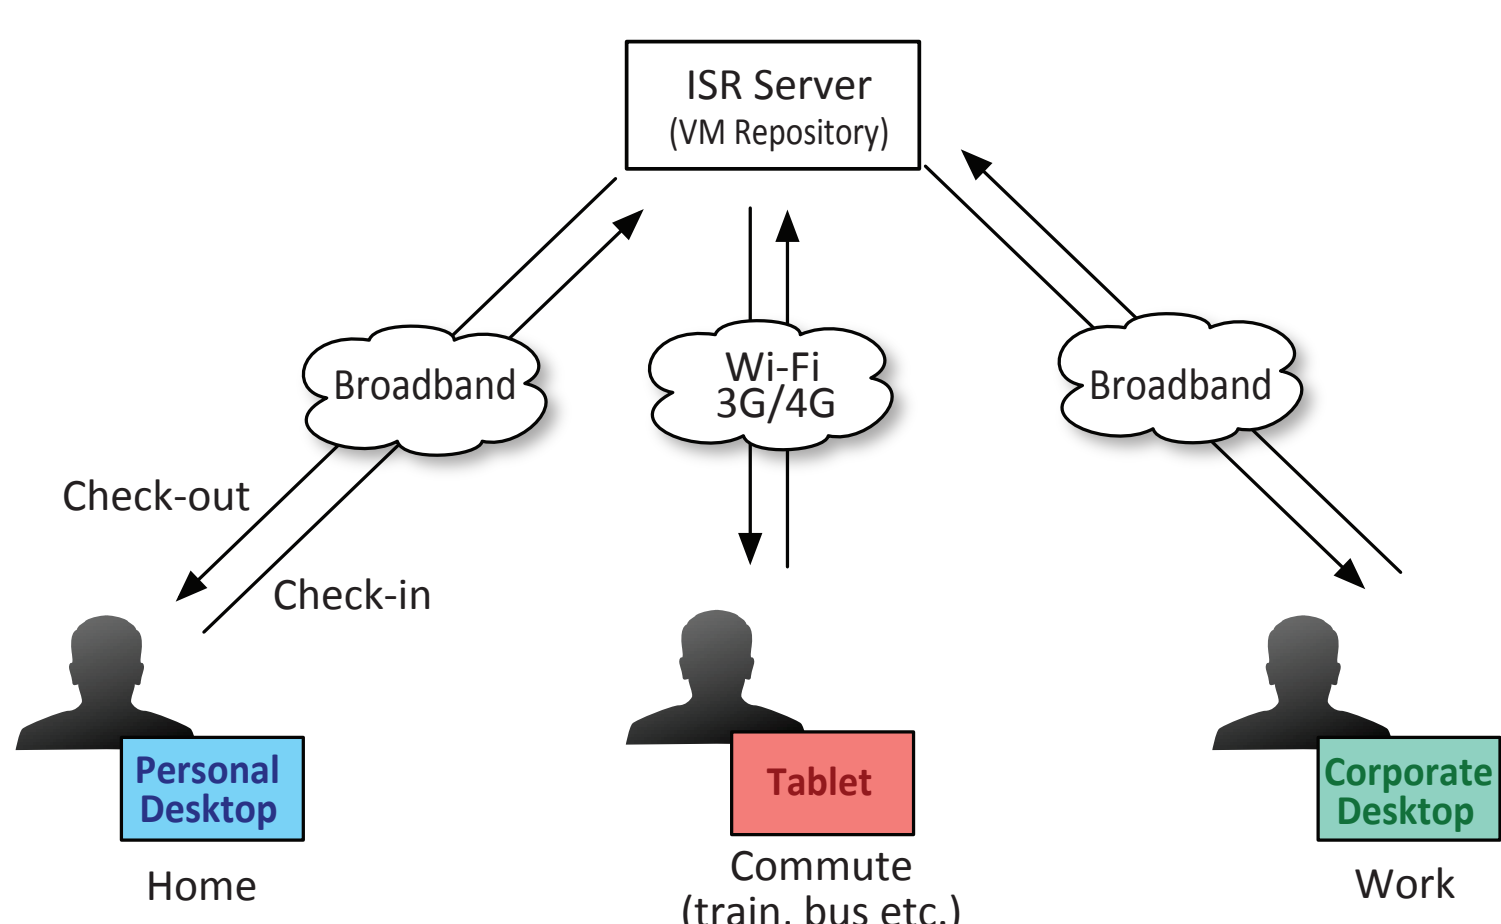 ISR Server
(VM Repository)
Broadband
Wi-Fi
3G/4G
Broadband
Check-out
Check-in
Personal
Desktop
Home
Tablet
Commute
(train, bus etc.)
Corporate
Desktop
Work